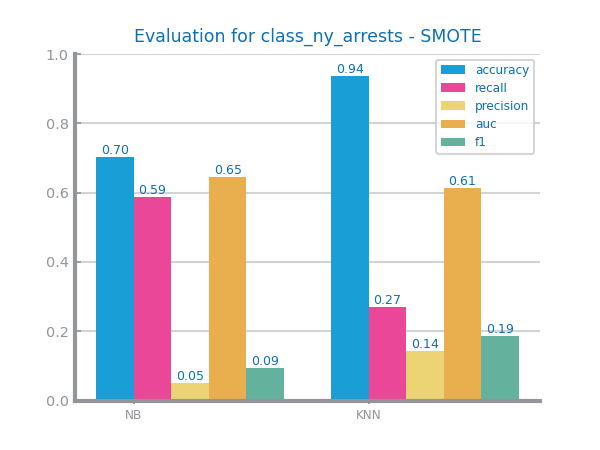 Evaluation for class_ny_arrests - SMOTE
1.0
0.8
0.6
0.4
0.2
0.0
accuracy
recall
precision
auc
f1
0.70
0.59
0.05
0.65
0.09
0.94
0.27
0.14
0.61
0.19
NB
KNN